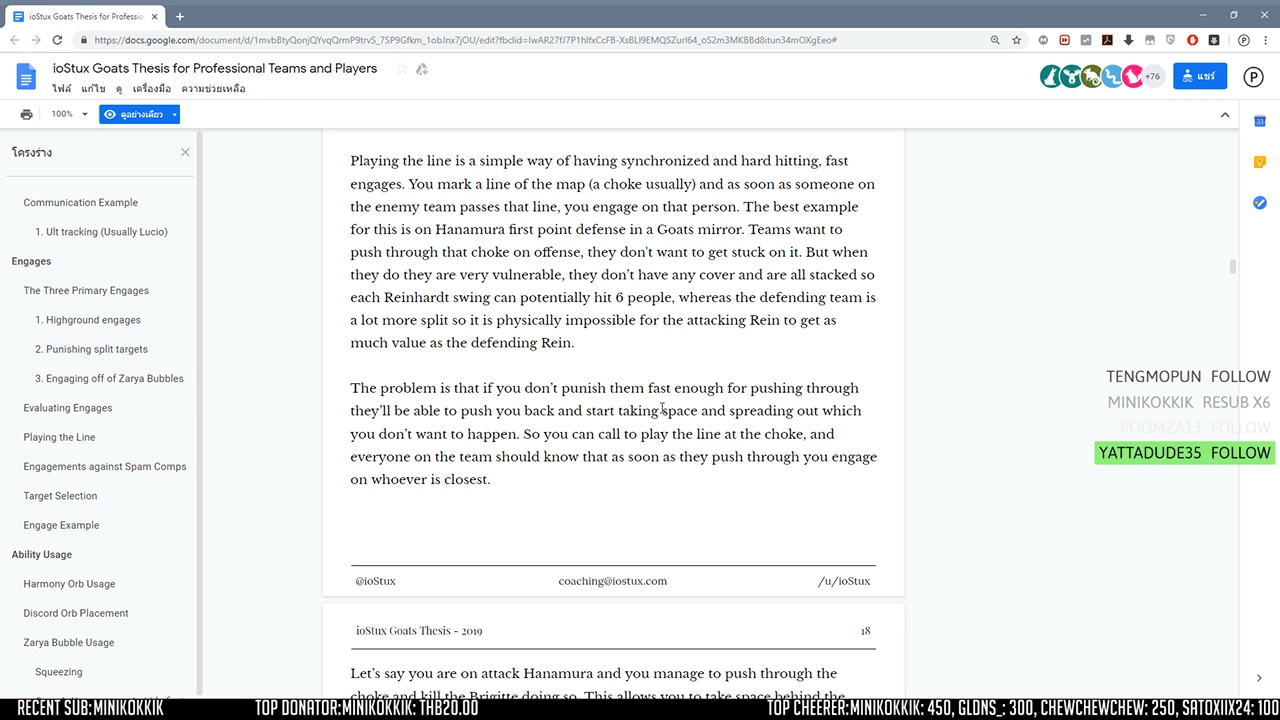 ioStux Goats Thesis for Professio
https://docs.google.com/document/d/1mvbBtyQonjQYvqQrmP9trvS_7SP9Gfkm_1obJnx7jOU/edit?fbclid=IwAR27fJ7P1hlfxCcFB-XsBLl9EMQSZurl64_oS2m3MKBBd8itun34mOXgEeo#
ioStux Goats Thesis for Professional Teams and Players
ไฟล์ แก้ไข ดู เครื่องมือ ความช่วยเหลือ
+76
แชร์
P
100%
ดูอย่างเดียว
โครงร่าง
Communication Example
1. Ult tracking (Usually Lucio)
Engages
The Three Primary Engages
1. Highground engages
2. Punishing split targets
3. Engaging off of Zarya Bubbles
Evaluating Engages
Playing the Line
Engagements against Spam Comps
Target Selection
Engage Example
Ability Usage
Harmony Orb Usage
Discord Orb Placement
Zarya Bubble Usage
Squeezing
Playing the line is a simple way of having synchronized and hard hitting, fast
engages. You mark a line of the map (a choke usually) and as soon as someone on
the enemy team passes that line, you engage on that person. The best example
for this is on Hanamura first point defense in a Goats mirror. Teams want to
push through that choke on offense, they don't want to get stuck on it. But when
they do they are very vulnerable, they don't have any cover and are all stacked so
each Reinhardt swing can potentially hit 6 people, whereas the defending team is
a lot more split so it is physically impossible for the attacking Rein to get as
much value as the defending Rein.
The problem is that if you don't punish them fast enough for pushing through
they'll be able to push you back and start taking space and spreading out which
you don't want to happen. So you can call to play the line at the choke, and
everyone on the team should know that as soon as they push through you engage
on whoever is closest.
@ioStux coaching@iostux.com /u/ioStux
ioStux Goats Thesis - 2019 18
Let's say you are on attack Hanamura and you manage to push through the
choke and kill the Brigitte doing so. This allows you to take space behind the
TENGMOPUN FOLLOW
MINIKOKKIK RESUB X6
POOMZA13 FOLLOW
YATTADUDE35 FOLLOW
RECENT SUB:MINIKOKKIK TOP DONATOR:MINIKOKKIK: THB20.00 TOP CHEERER:MINIKOKKIK: 450, GLDNS_: 300, CHEWCHEWCHEW: 250, SATOXIIX24: 100